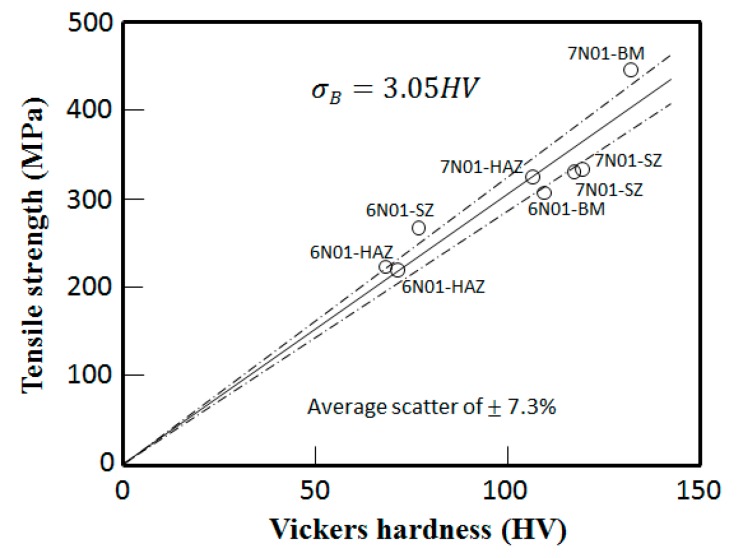 500
7N01-BM
σ_B = 3.05HV
400
7N01-HAZ
7N01-SZ
7N01-SZ
300
6N01-BM
6N01-SZ
6N01-HAZ
6N01-HAZ
200
100
Average scatter of ± 7.3%
0
0
50
100
150
Tensile strength (MPa)
Vickers hardness (HV)